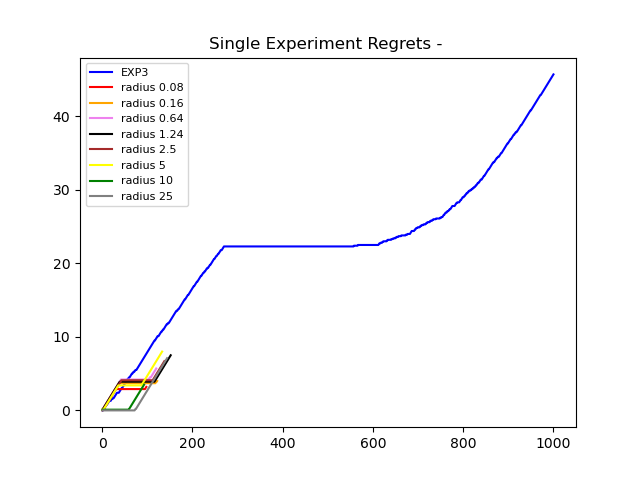 Single Experiment Regrets -
EXP3
radius 0.08
radius 0.16
radius 0.64
radius 1.24
radius 2.5
radius 5
radius 10
radius 25
40
30
20
10
0
0 200 400 600 800 1000